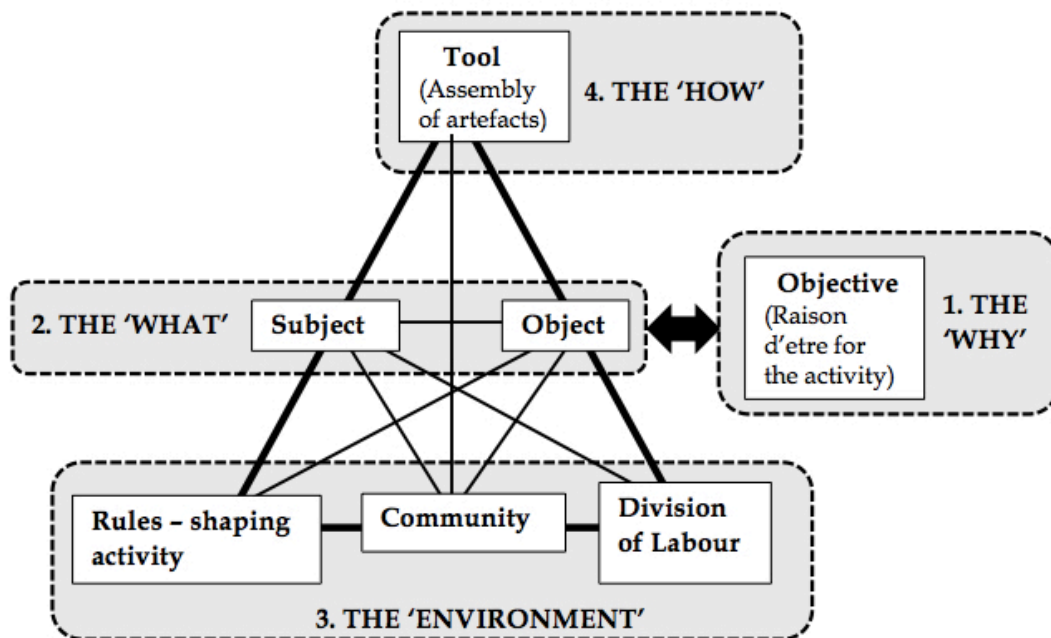 Tool
(Assembly
of artefacts)
4. THE ‘HOW’
2. THE ‘WHAT’
Subject
Object
Objective
(Raison
d’etre for
the activity)
1. THE
‘WHY’
Rules – shaping
activity
Community
Division
of Labour
3. THE ‘ENVIRONMENT’